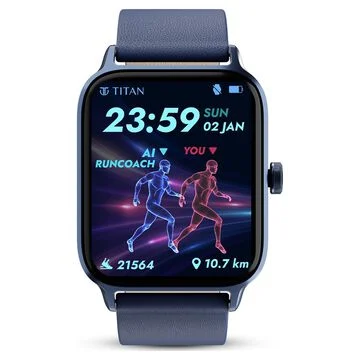 TITAN
23:59
SUN
02 JAN
AI
RUNCOACH
YOU
21564
10.7 km